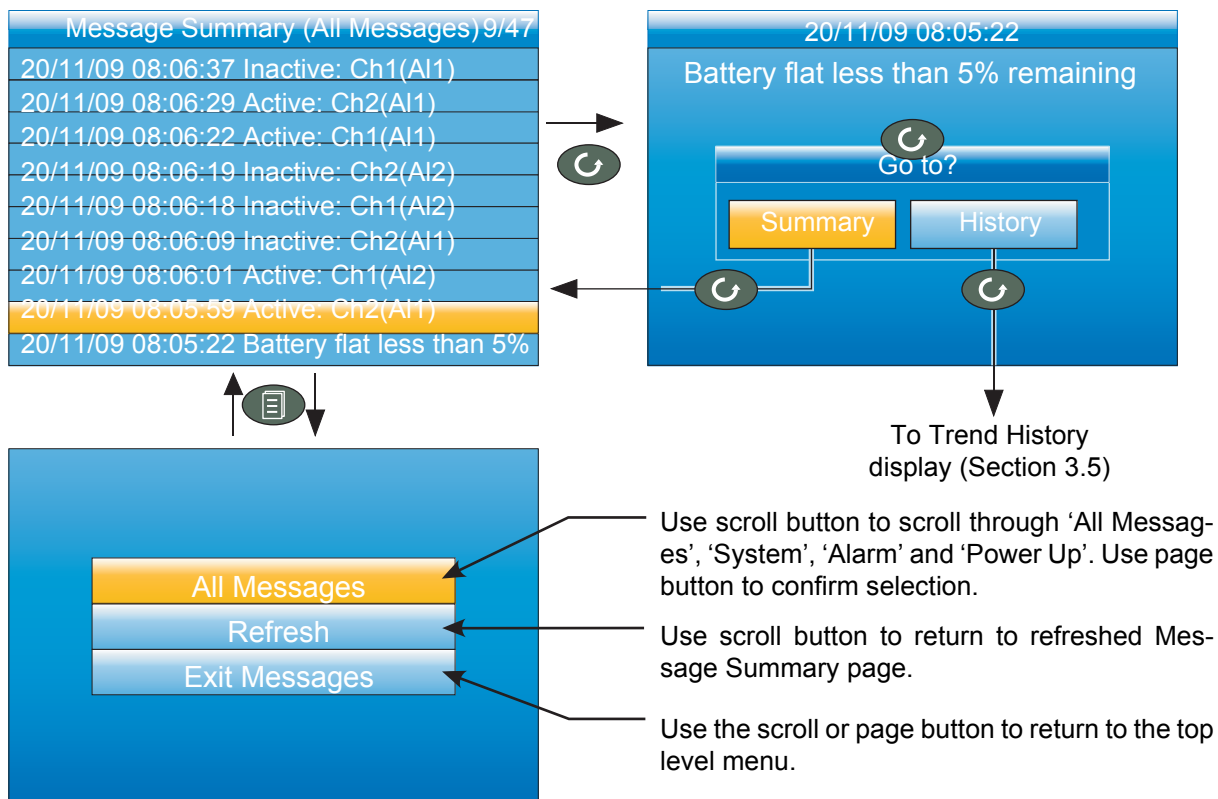 Message Summary (All Messages) 9/47
20/11/09 08:06:37 Inactive: Ch1(Al1)
20/11/09 08:06:29 Active: Ch2(Al1)
20/11/09 08:06:22 Active: Ch1(Al1)
20/11/09 08:06:19 Inactive: Ch2(Al2)
20/11/09 08:06:18 Inactive: Ch1(Al2)
20/11/09 08:06:09 Inactive: Ch2(Al1)
20/11/09 08:06:01 Active: Ch1(Al2)
20/11/09 08:05:59 Active: Ch2(Al1)
20/11/09 08:05:22 Battery flat less than 5%
20/11/09 08:05:22
Battery flat less than 5% remaining
Go to?
Summary
History
To Trend History
display (Section 3.5)
All Messages
Refresh
Exit Messages
Use scroll button to scroll through ‘All Messag-
es’, ‘System’, ‘Alarm’ and ‘Power Up’. Use page
button to confirm selection.
Use scroll button to return to refreshed Mes-
sage Summary page.
Use the scroll or page button to return to the top
level menu.